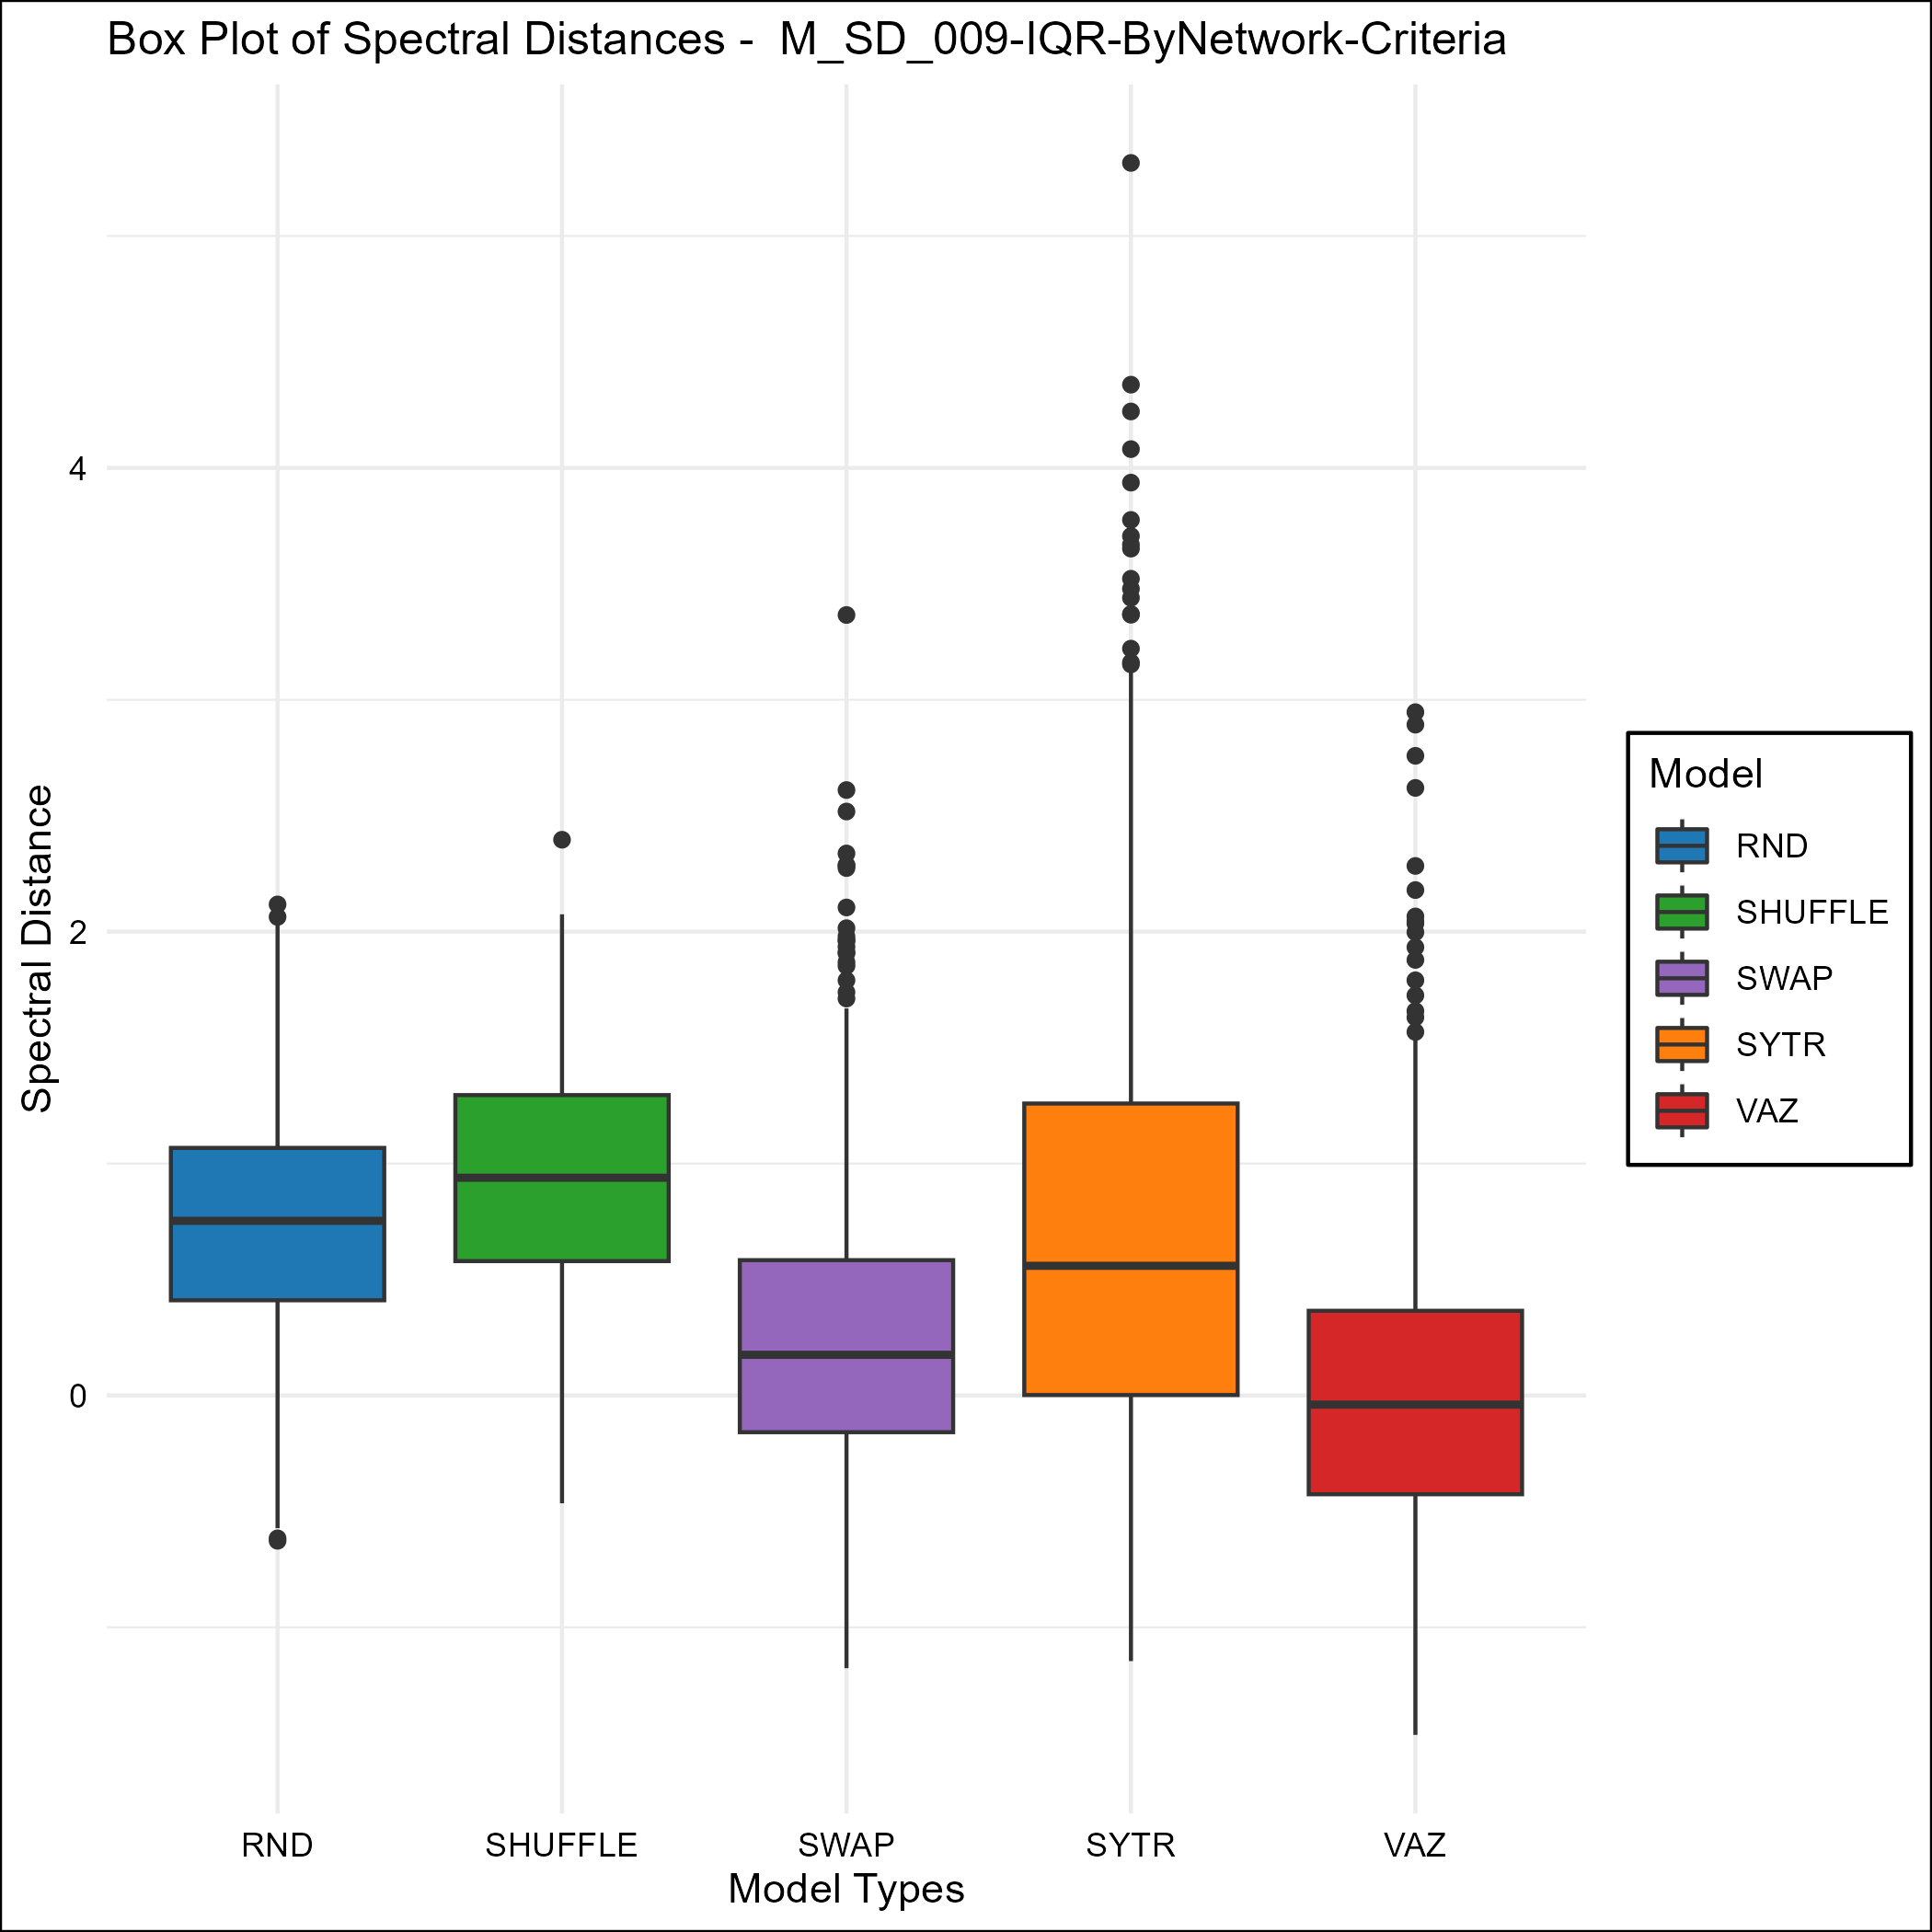 Box Plot of Spectral Distances -  M_SD_009-IQR-ByNetwork-Criteria
Spectral Distance
4
2
0
RND SHUFFLE SWAP SYTR VAZ
Model Types
Model
RND
SHUFFLE
SWAP
SYTR
VAZ